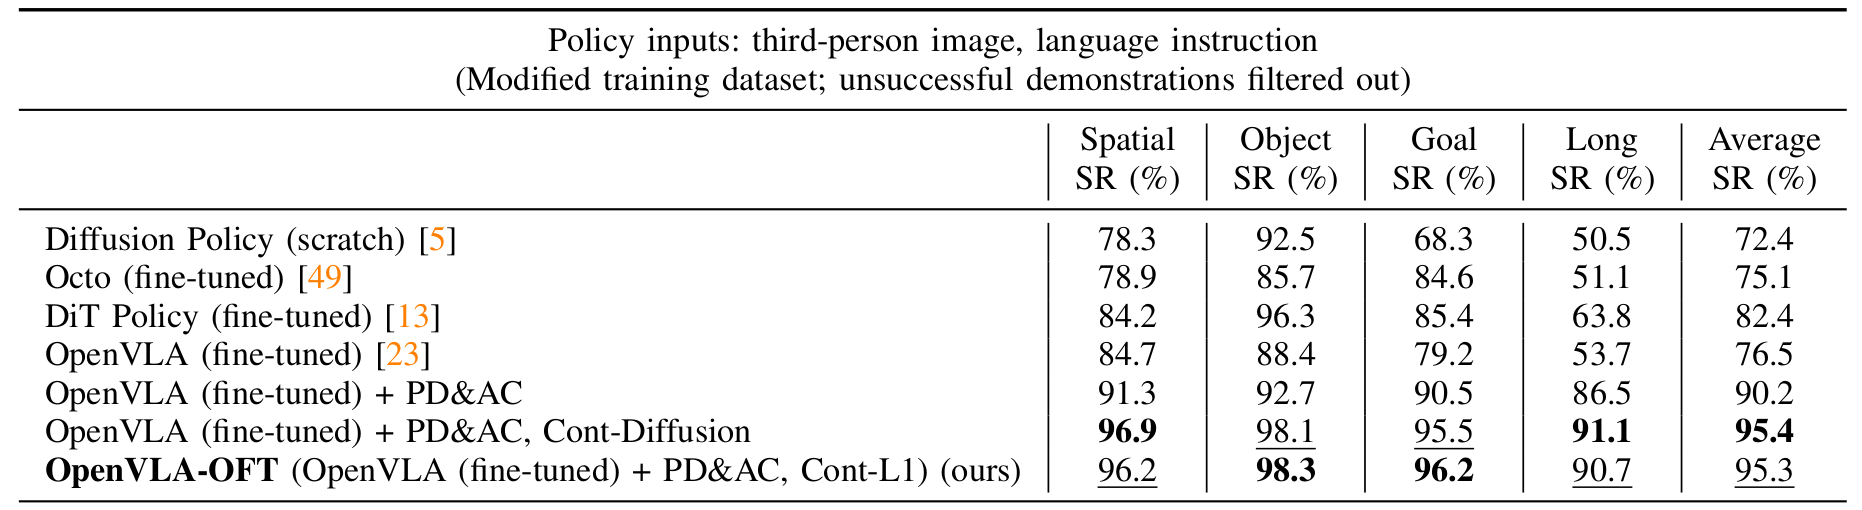 Policy inputs: third-person image, language instruction
(Modified training dataset; unsuccessful demonstrations filtered out)
Spatial SR (%) Object SR (%) Goal SR (%) Long SR (%) Average SR (%)
Diffusion Policy (scratch) [5] 78.3 92.5 68.3 50.5 72.4
Octo (fine-tuned) [49] 78.9 85.7 84.6 51.1 75.1
DiT Policy (fine-tuned) [13] 84.2 96.3 85.4 63.8 82.4
OpenVLA (fine-tuned) [23] 84.7 88.4 79.2 53.7 76.5
OpenVLA (fine-tuned) + PD&AC 91.3 92.7 90.5 86.5 90.2
OpenVLA (fine-tuned) + PD&AC, Cont-Diffusion 96.9 98.1 95.5 91.1 95.4
OpenVLA-OFT (OpenVLA (fine-tuned) + PD&AC, Cont-L1) (ours) 96.2 98.3 96.2 90.7 95.3